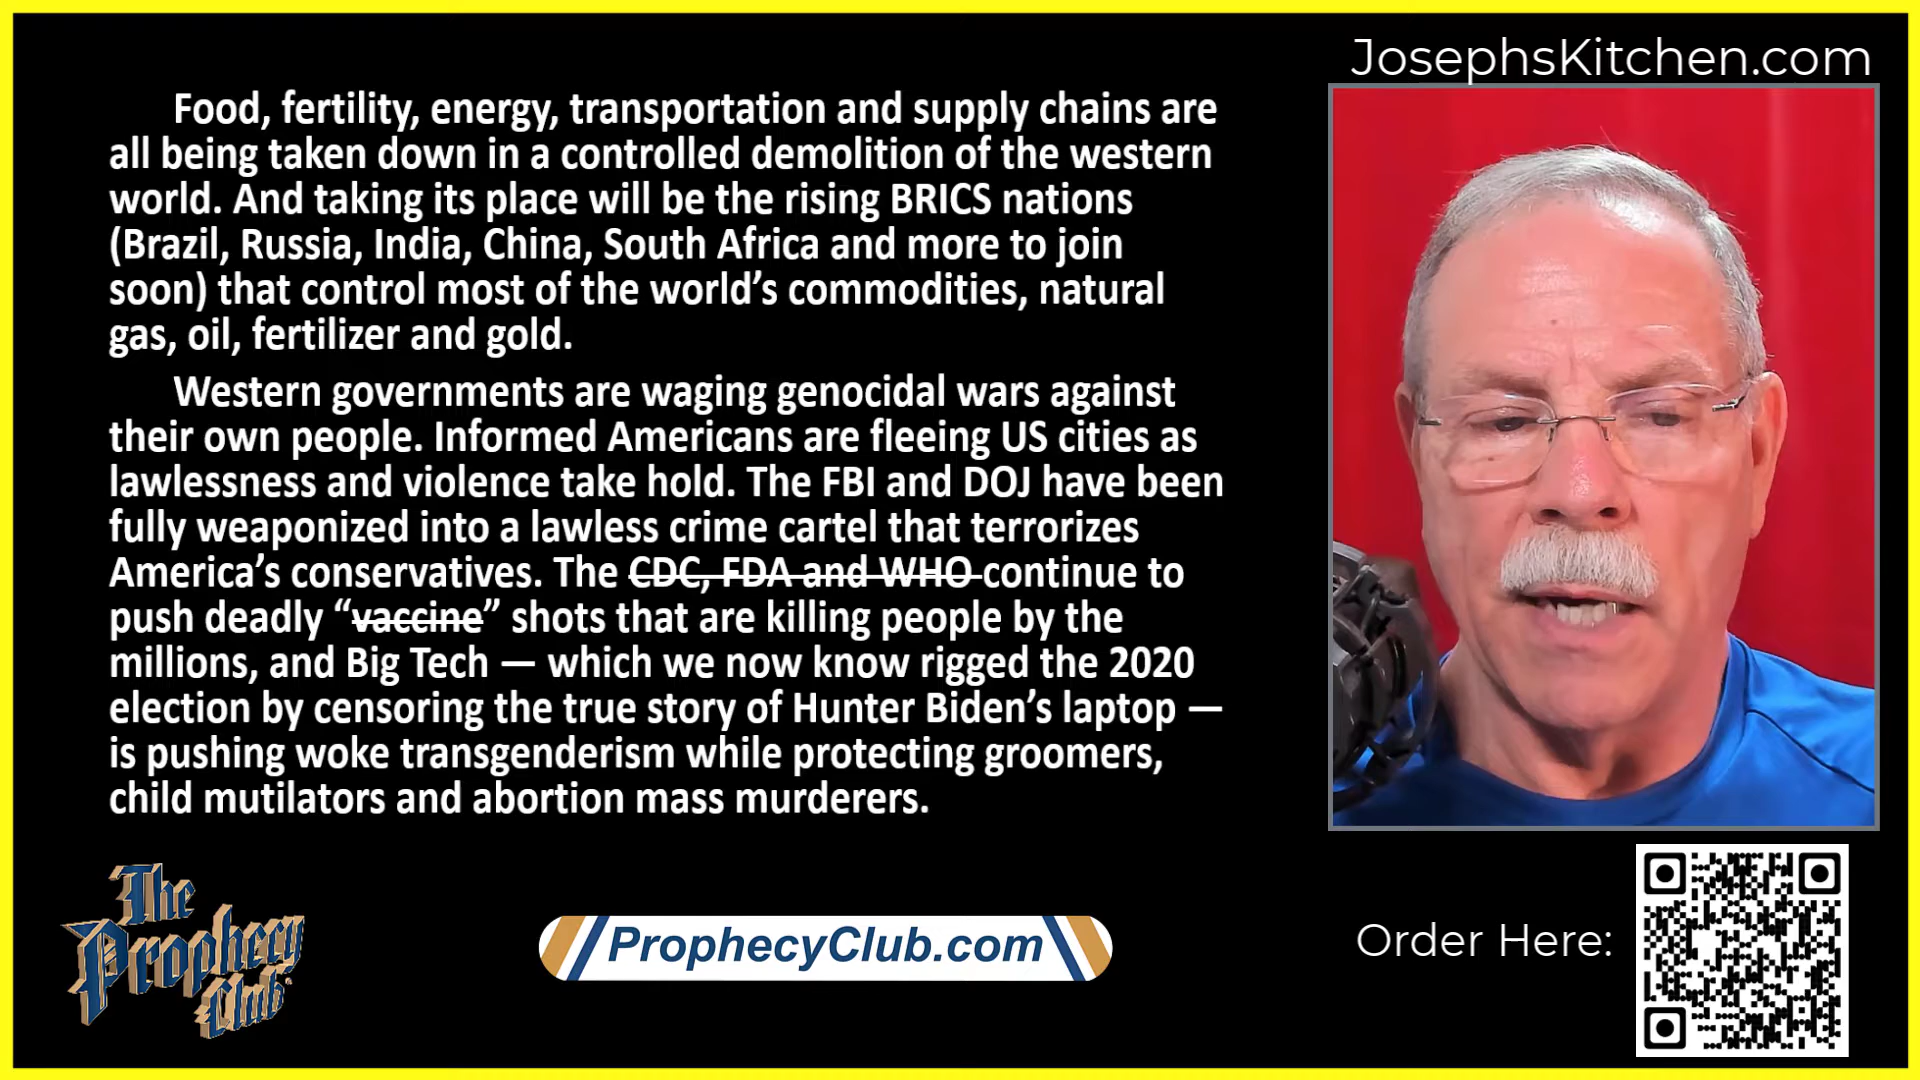 JosephsKitchen.com
Food, fertility, energy, transportation and supply chains are
all being taken down in a controlled demolition of the western
world. And taking its place will be the rising BRICS nations
(Brazil, Russia, India, China, South Africa and more to join
soon) that control most of the world’s commodities, natural
gas, oil, fertilizer and gold.
Western governments are waging genocidal wars against
their own people. Informed Americans are fleeing US cities as
lawlessness and violence take hold. The FBI and DOJ have been
fully weaponized into a lawless crime cartel that terrorizes
America’s conservatives. The CDC, FDA and WHO continue to
push deadly “vaccine” shots that are killing people by the
millions, and Big Tech — which we now know rigged the 2020
election by censoring the true story of Hunter Biden’s laptop —
is pushing woke transgenderism while protecting groomers,
child mutilators and abortion mass murderers.
The
Prophecy
Club
ProphecyClub.com
Order Here: